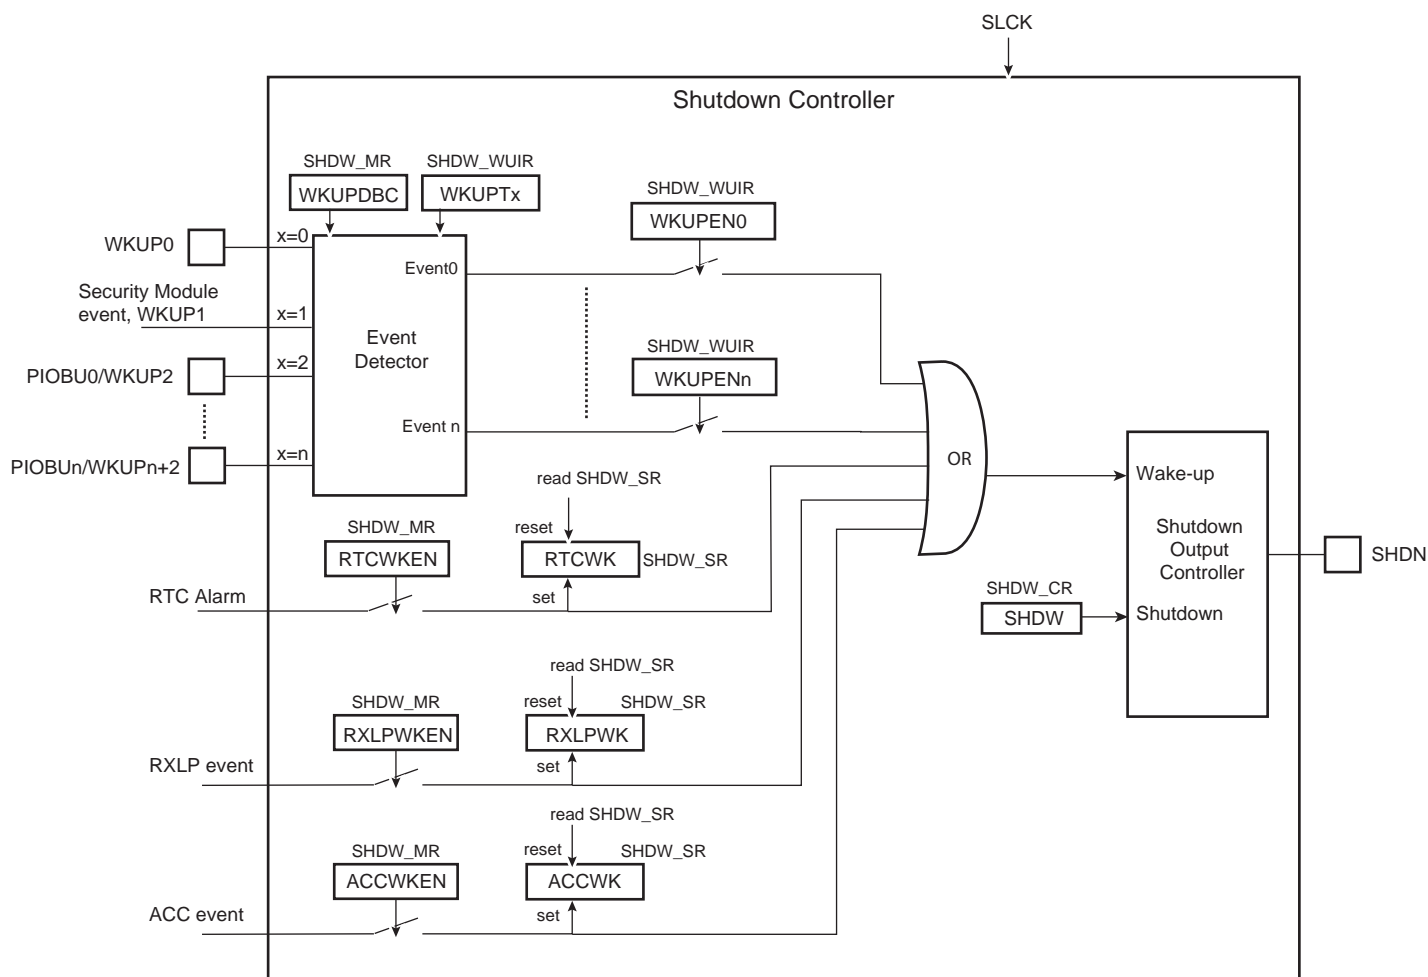 SLCK
Shutdown Controller
SHDW_MR
SHDW_WUIR
WKUPDBC
WKUPTx
SHDW_WUIR
WKUPEN0
WKUP0
x=0
Event0
Security Module
event, WKUP1
x=1
Event
Detector
SHDW_WUIR
WKUPENn
PIOBU0/WKUP2
x=2
Event n
PIOBUn/WKUPn+2
x=n
OR
Wake-up
Shutdown
Output
Controller
SHDN
read SHDW_SR
reset
SHDW_MR
RTCWKEN
RTCWK
SHDW_SR
RTC Alarm
set
SHDW_CR
SHDW
Shutdown
read SHDW_SR
SHDW_MR
reset
SHDW_SR
RXLPWKEN
RXLPWK
RXLP event
set
read SHDW_SR
SHDW_MR
reset
SHDW_SR
ACCWKEN
ACCWK
ACC event
set